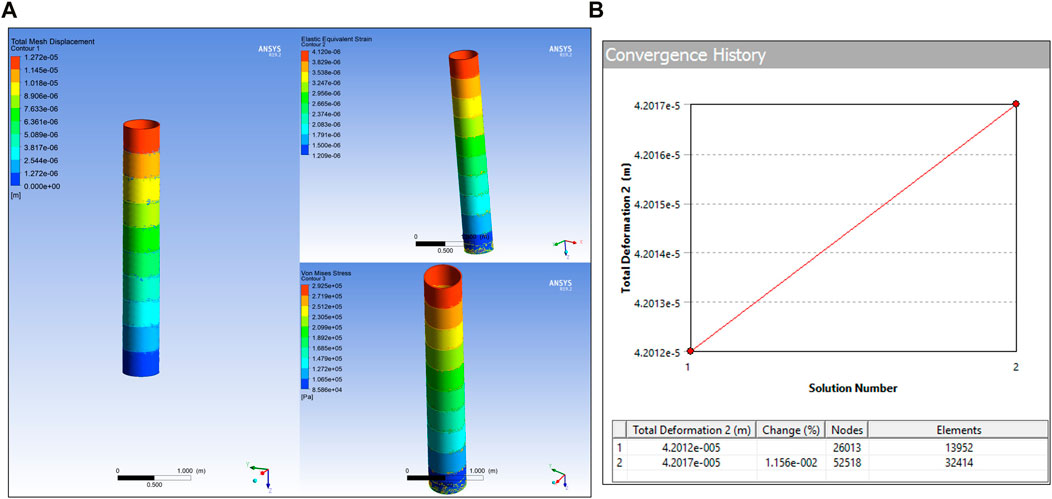 A
Total Mesh Displacement
Contour 1
1.272e-05
1.145e-05
1.018e-05
8.906e-06
7.633e-06
6.361e-06
5.089e-06
3.817e-06
2.544e-06
1.272e-06
0.000e+00
[m]
ANSYS
R19.2
0 1.000 (m)
0.500
Elastic Equivalent Strain
Contour 2
4.120e-06
3.829e-06
3.538e-06
3.247e-06
2.956e-06
2.665e-06
2.374e-06
2.083e-06
1.791e-06
1.500e-06
1.209e-06
ANSYS
R19.2
0
0.500
Von Mises Stress
Contour 3
2.925e+05
2.719e+05
2.512e+05
2.305e+05
2.099e+05
1.892e+05
1.685e+05
1.479e+05
1.272e+05
1.065e+05
8.586e+04
[Pa]
ANSYS
R19.2
0 1.000 (m)
0.500
B
Convergence History
Total Deformation 2 (m)
4.2017e-5
4.2016e-5
4.2015e-5
4.2014e-5
4.2013e-5
4.2012e-5
1 2
Solution Number
Total Deformation 2 (m) Change (%) Nodes Elements
1 4.2012e-005 26013 13952
2 4.2017e-005 1.156e-002 52518 32414